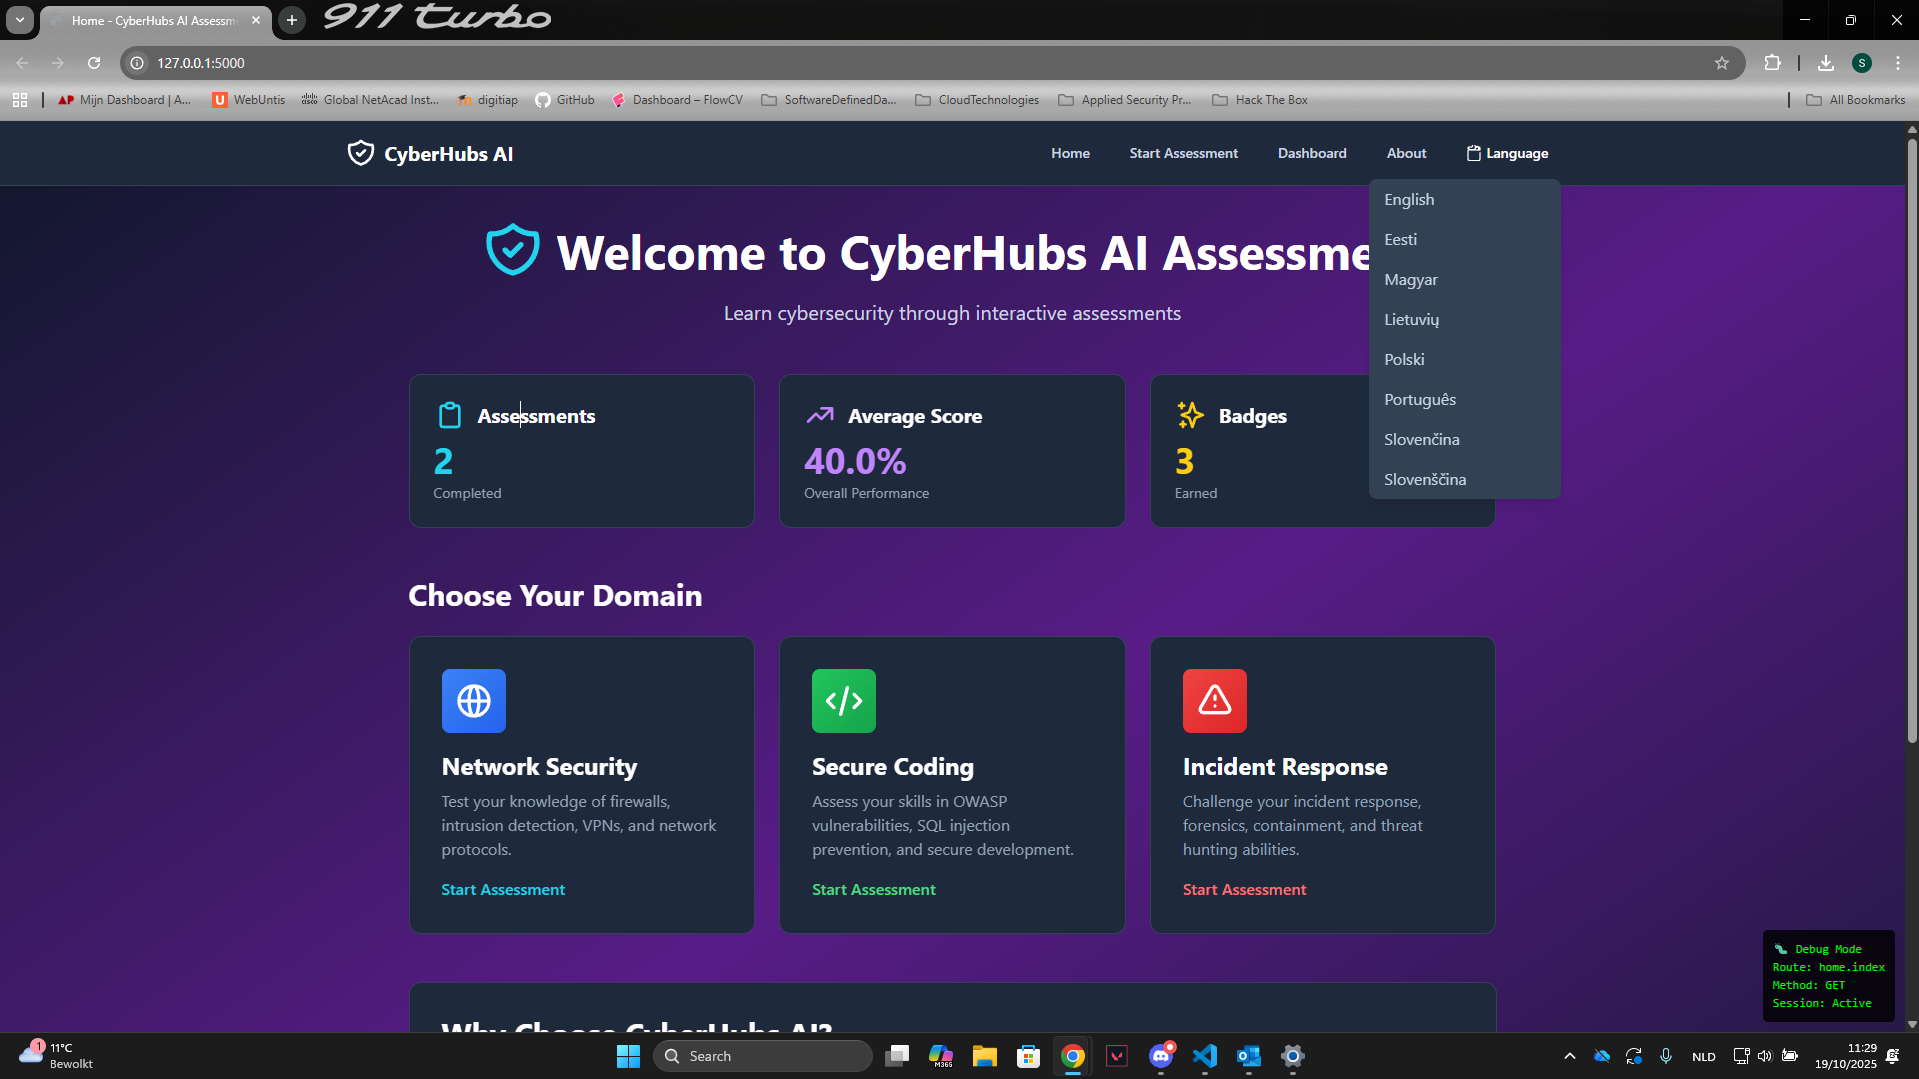 911 turbo
Home - CyberHubs AI Assessm
127.0.0.1:5000
Mijn Dashboard | A...
WebUntis
Global NetAcad Inst...
digitiap
GitHub
Dashboard – FlowCV
SoftwareDefinedDa...
CloudTechnologies
Applied Security Pr...
Hack The Box
All Bookmarks
S
CyberHubs AI
Home
Start Assessment
Dashboard
About
Language
English
Eesti
Magyar
Lietuvių
Polski
Português
Slovenčina
Slovenščina
Welcome to CyberHubs AI Assessme
Learn cybersecurity through interactive assessments
Assessments
2
Completed
Average Score
40.0%
Overall Performance
Badges
3
Earned
Choose Your Domain
Network Security
Test your knowledge of firewalls,
intrusion detection, VPNs, and network
protocols.
Start Assessment
Secure Coding
Assess your skills in OWASP
vulnerabilities, SQL injection
prevention, and secure development.
Start Assessment
Incident Response
Challenge your incident response,
forensics, containment, and threat
hunting abilities.
Start Assessment
Why Choose CyberHubs AI?
Debug Mode
Route: home.index
Method: GET
Session: Active
1
11°C
Bewolkt
Search
M365
NLD
11:29
19/10/2025